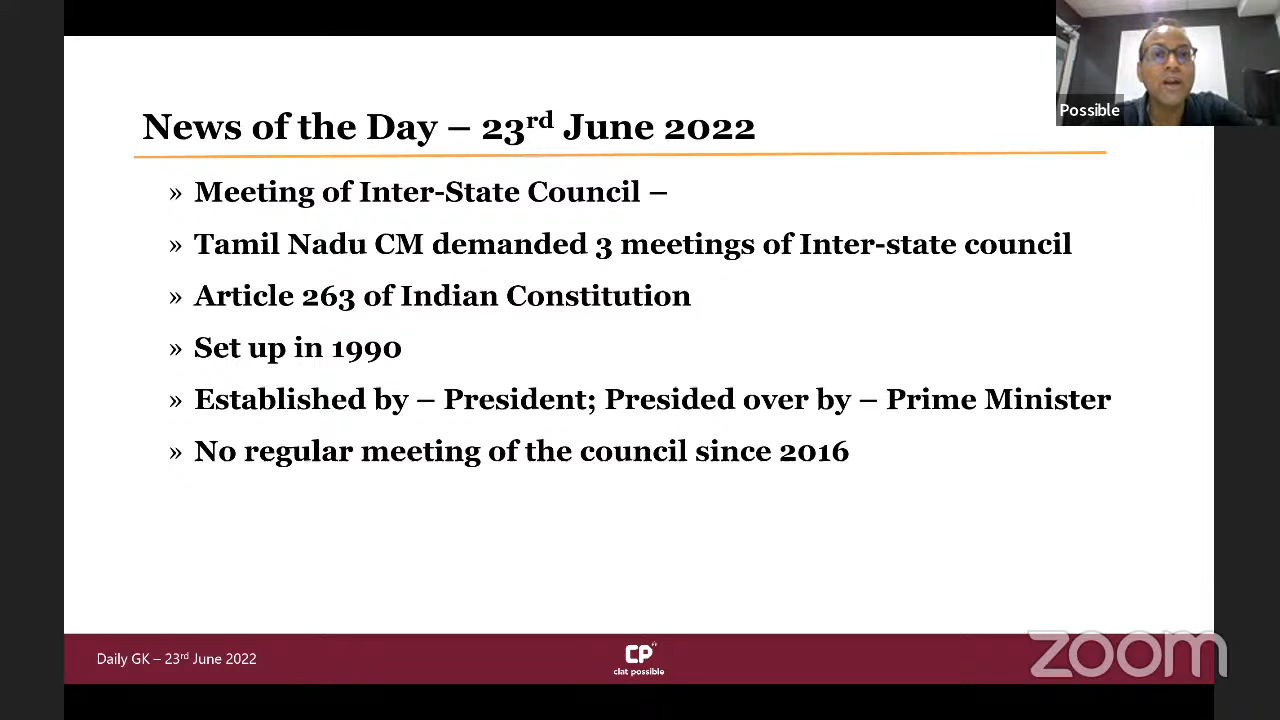 Possible
News of the Day – 23rd June 2022
» Meeting of Inter-State Council –
» Tamil Nadu CM demanded 3 meetings of Inter-state council
» Article 263 of Indian Constitution
» Set up in 1990
» Established by – President; Presided over by – Prime Minister
» No regular meeting of the council since 2016
Daily GK – 23rd June 2022
CP
clat possible
zoom